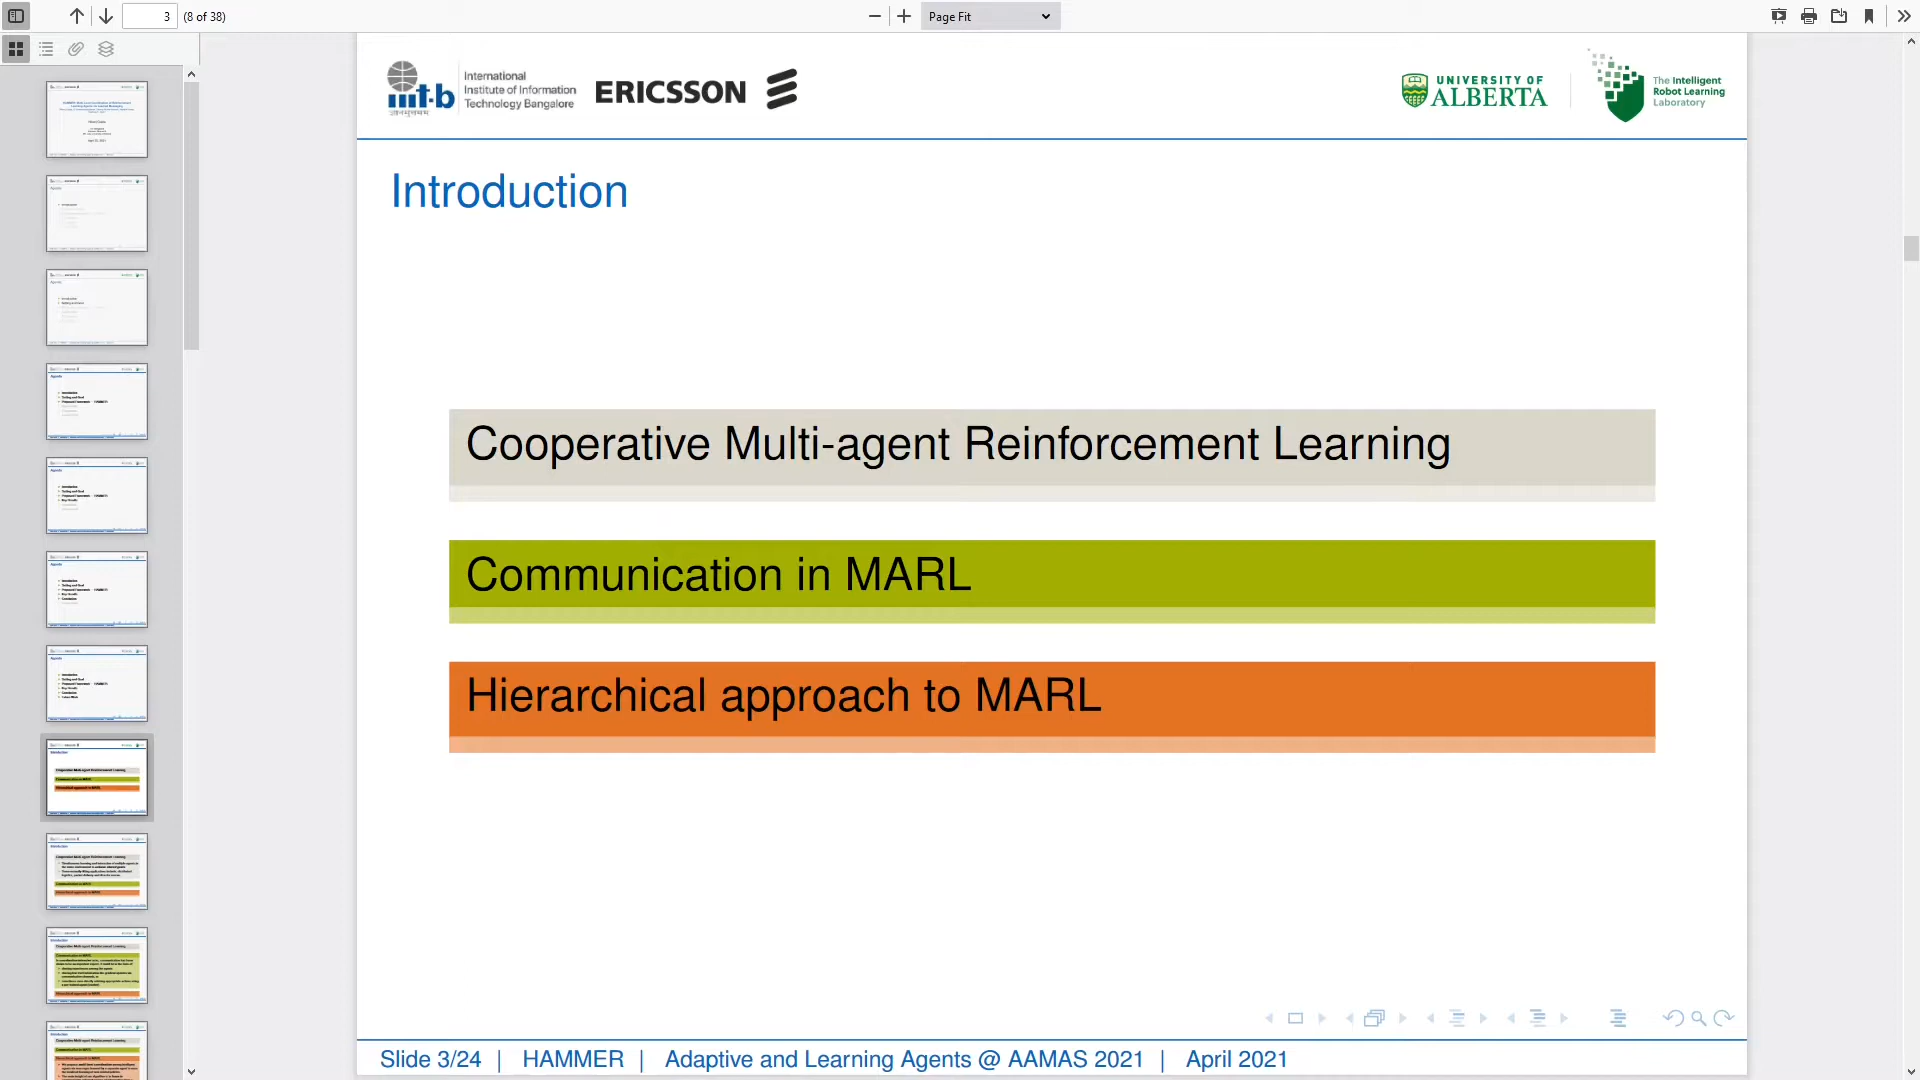 3 (8 of 38)
Page Fit
iiit-b
International
Institute of Information
Technology Bangalore
ERICSSON
UNIVERSITY OF
ALBERTA
The Intelligent
Robot Learning
Laboratory
Introduction
Cooperative Multi-agent Reinforcement Learning
Communication in MARL
Hierarchical approach to MARL
Slide 3/24 | HAMMER | Adaptive and Learning Agents @ AAMAS 2021 | April 2021